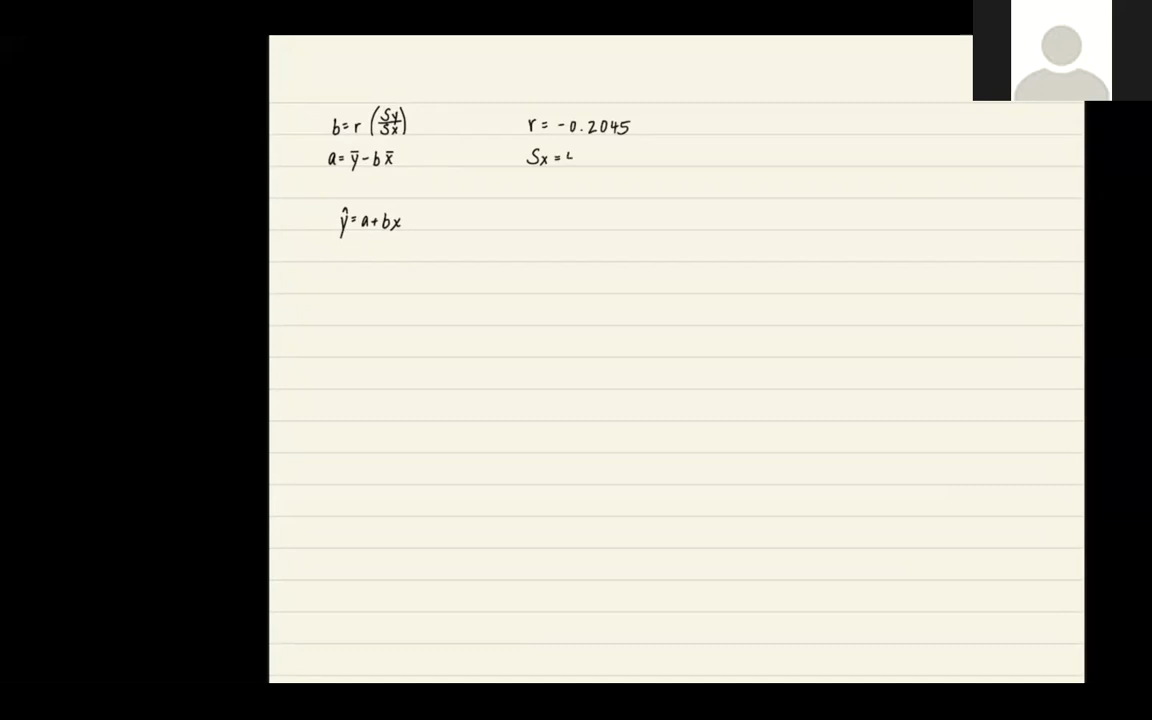 b = r (Sy/Sx)
a = ȳ - b x̄
ŷ = a + bx
r = -0.2045
Sx =